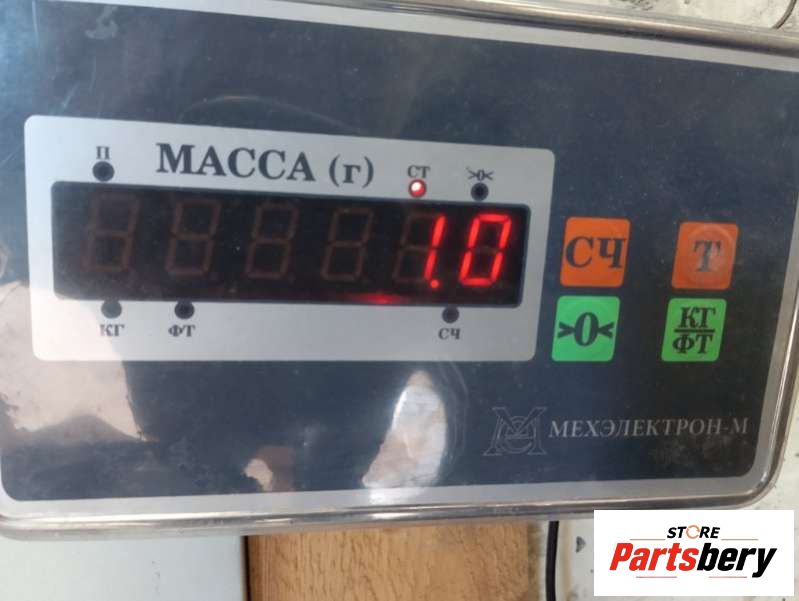 П МАССА (г) СТ >0<
1.0
КГ ФТ СЧ
СЧ Т
>0< КГ
ФТ
МЕХЭЛЕКТРОН-М
STORE
Partsbery